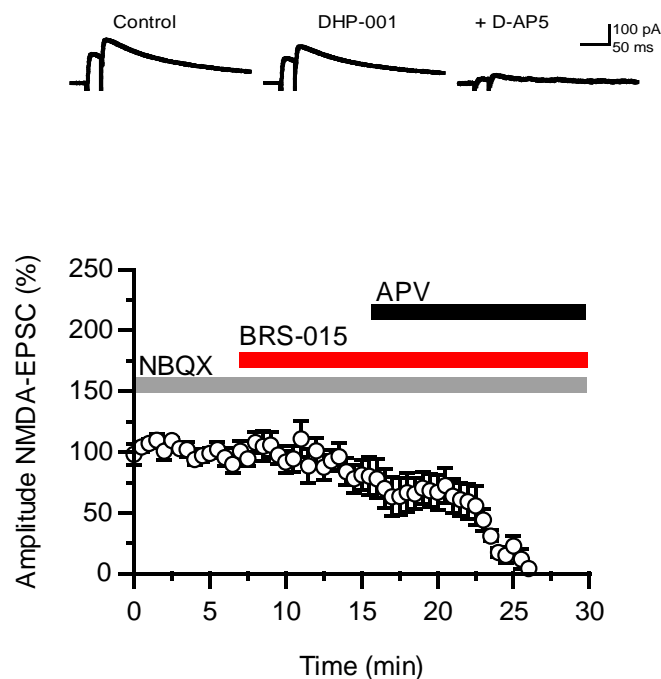 Control DHP-001 + D-AP5
100 pA
50 ms
Amplitude NMDA-EPSC (%)
250
200
150
100
50
0
APV
BRS-015
NBQX
0 5 10 15 20 25 30
Time (min)